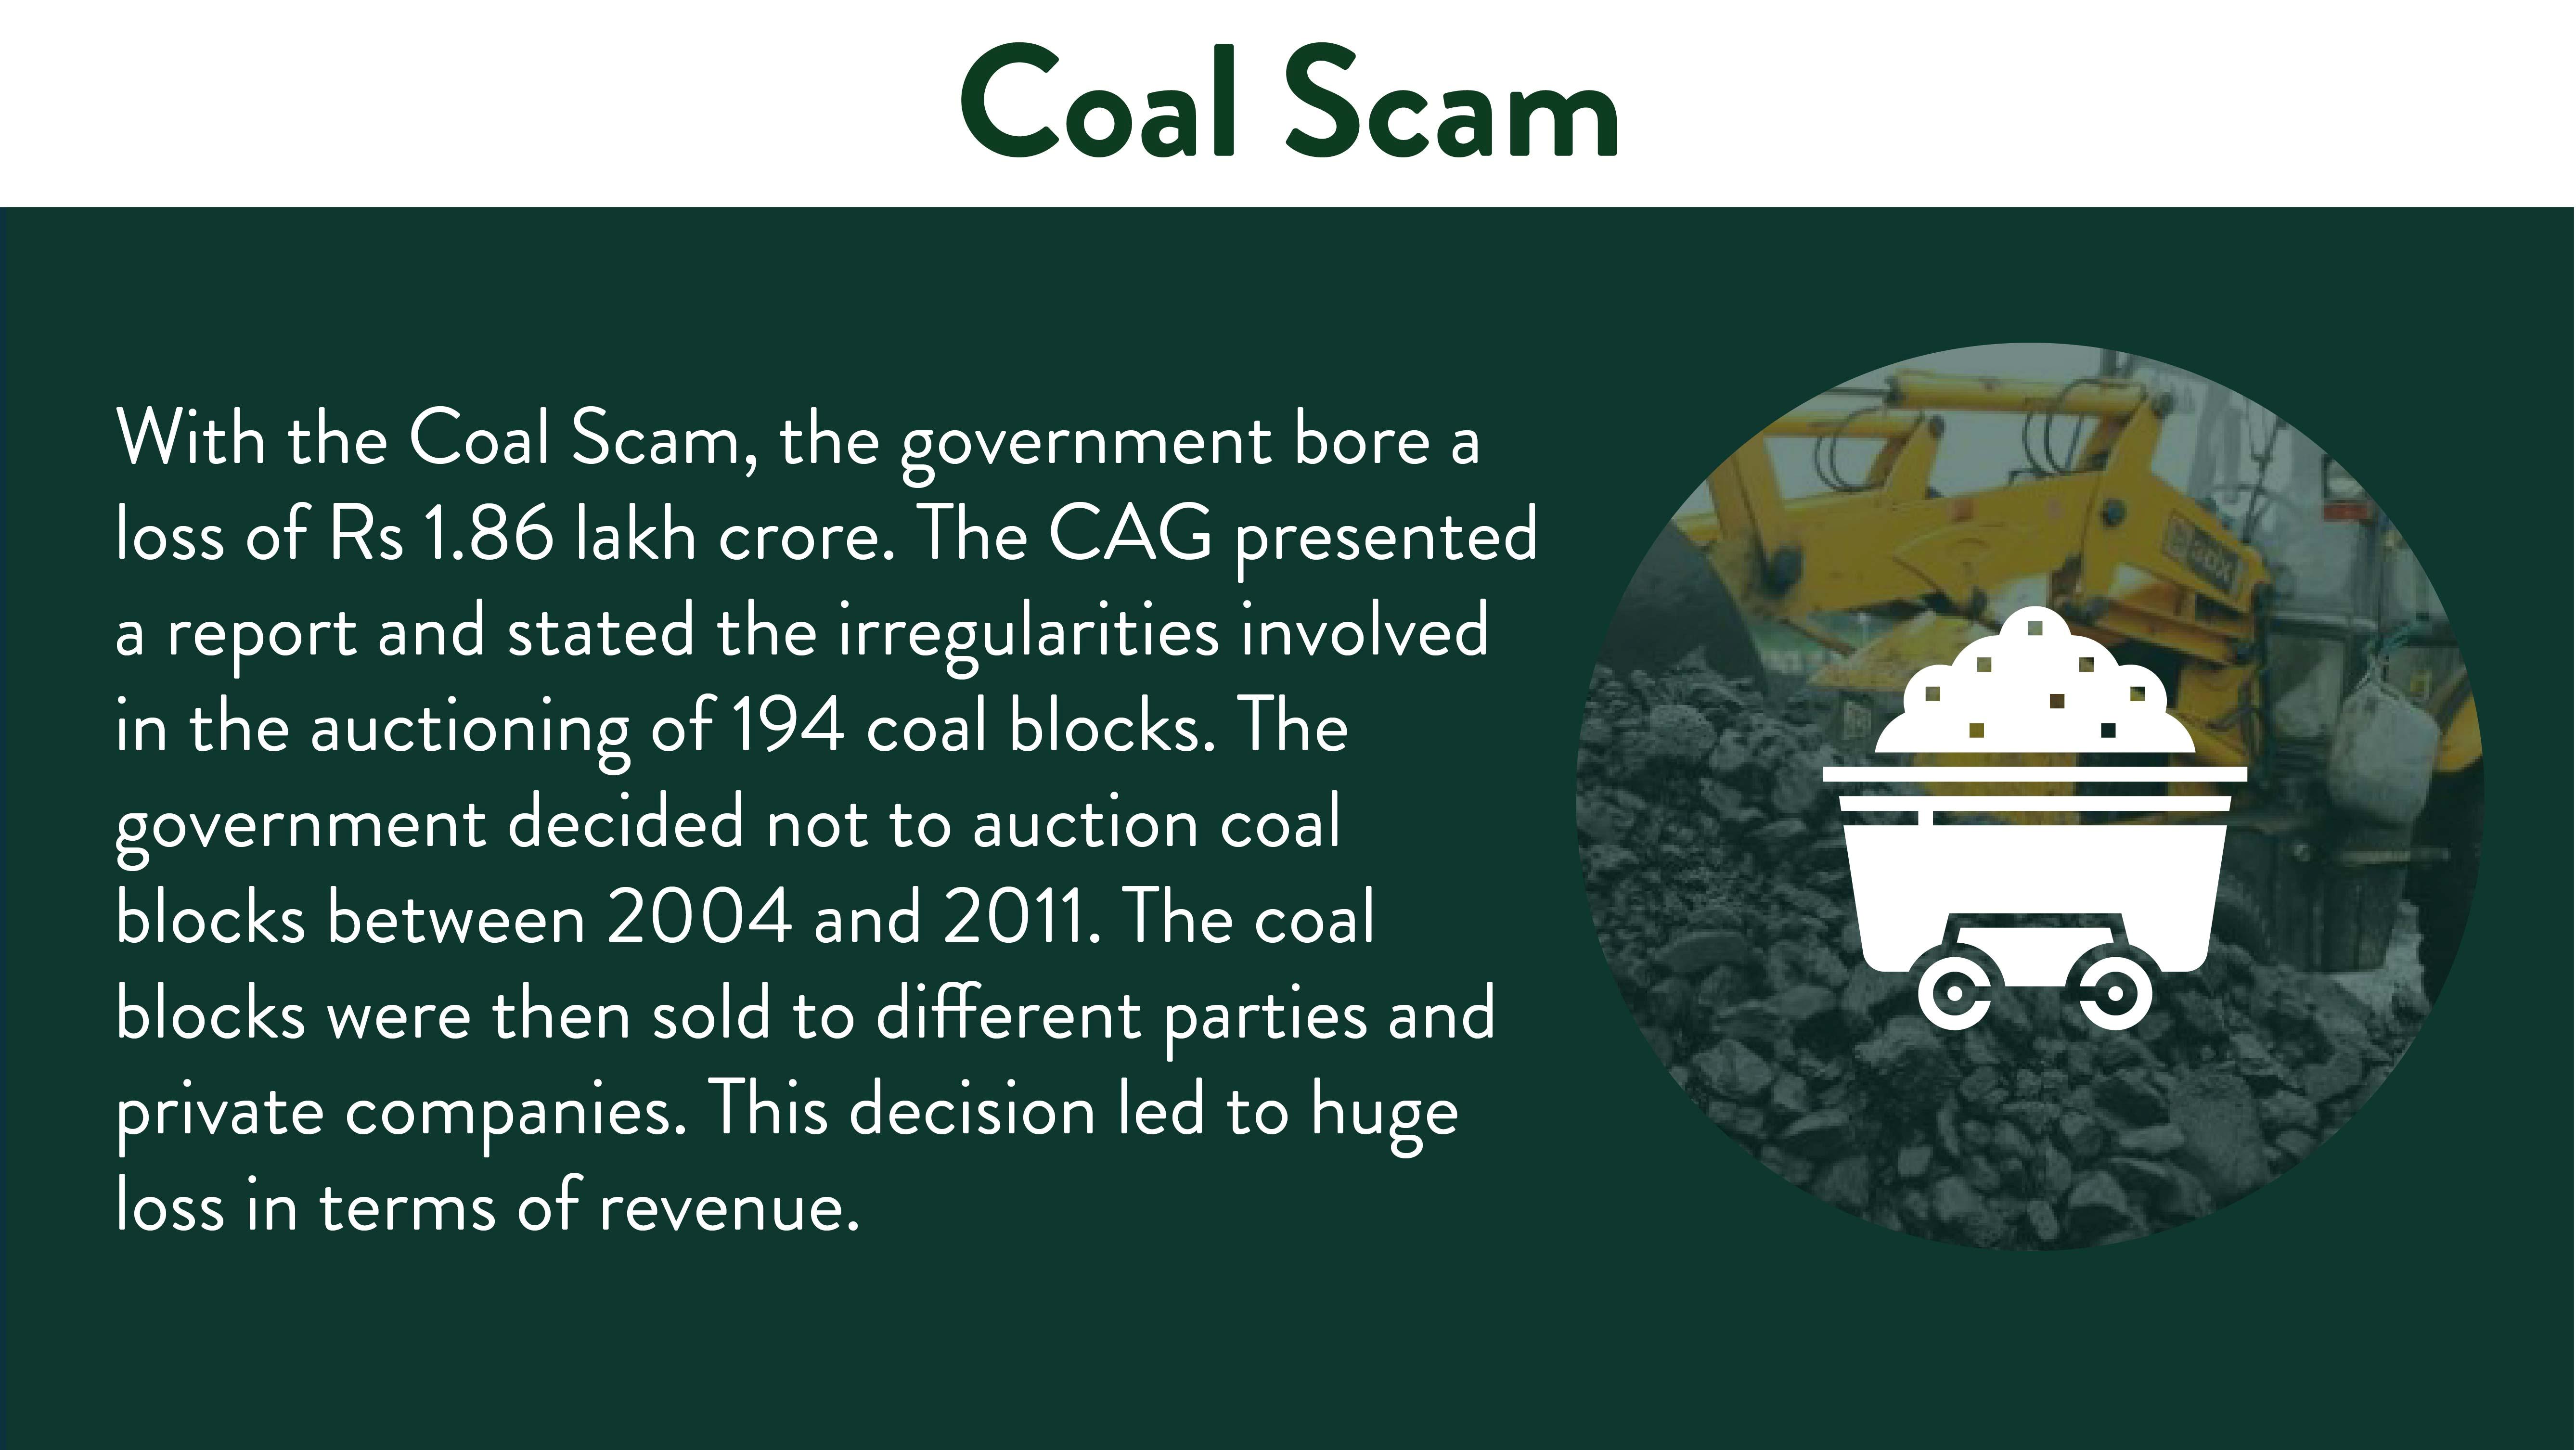 Coal Scam
With the Coal Scam, the government bore a
loss of Rs 1.86 lakh crore. The CAG presented
a report and stated the irregularities involved
in the auctioning of 194 coal blocks. The
government decided not to auction coal
blocks between 2004 and 2011. The coal
blocks were then sold to different parties and
private companies. This decision led to huge
loss in terms of revenue.